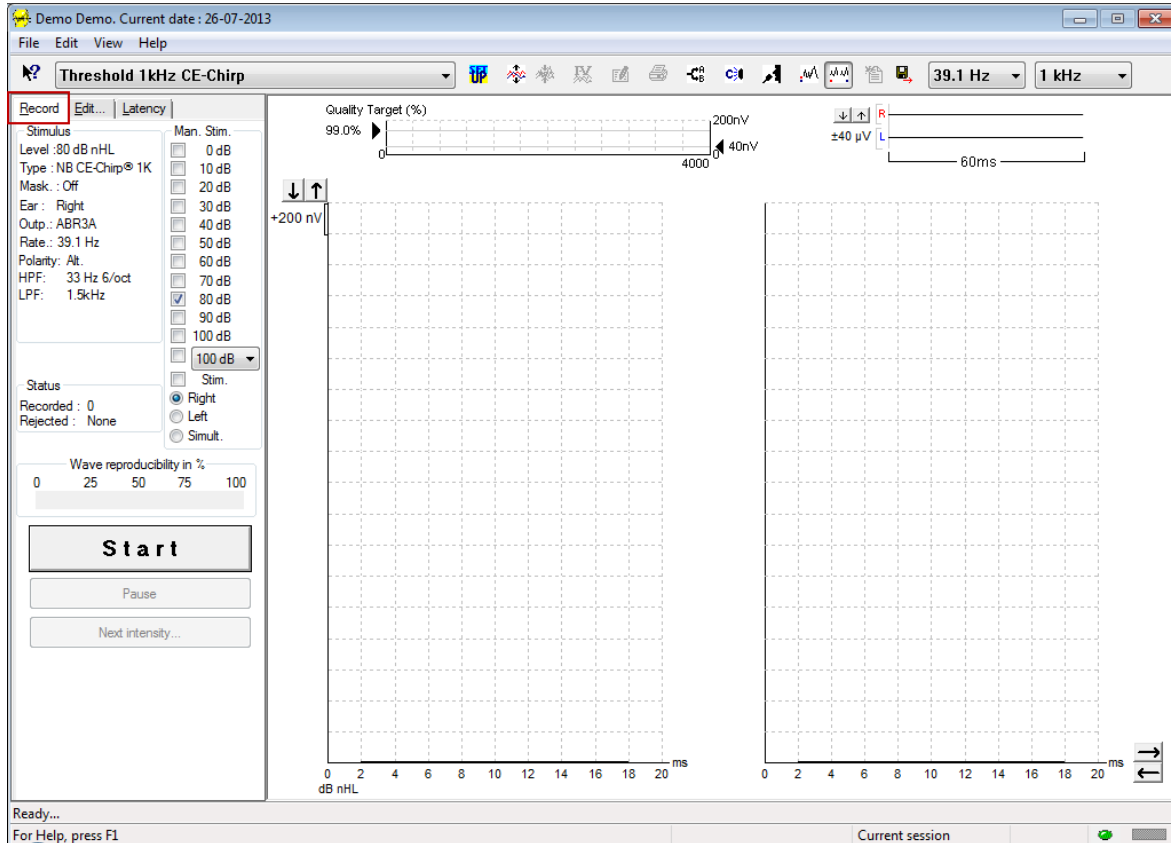 Demo Demo. Current date : 26-07-2013
File Edit View Help
Threshold 1kHz CE-Chirp
SET UP
IV
A
-C B
C
39.1 Hz
1 kHz
Record Edit... Latency
Stimulus
Level :80 dB nHL
Type : NB CE-Chirp® 1K
Mask. : Off
Ear : Right
Outp.: ABR3A
Rate.: 39.1 Hz
Polarity: Alt.
HPF: 33 Hz 6/oct
LPF: 1.5kHz
Man. Stim.
0 dB
10 dB
20 dB
30 dB
40 dB
50 dB
60 dB
70 dB
80 dB
90 dB
100 dB
100 dB
Stim.
Right
Left
Simult.
Status
Recorded : 0
Rejected : None
Wave reproducibility in %
0 25 50 75 100
Start
Pause
Next intensity...
Quality Target (%)
99.0%
200nV
40nV
0
0
4000
R
±40 µV L
60ms
+200 nV
0 2 4 6 8 10 12 14 16 18 20 ms
dB nHL
0 2 4 6 8 10 12 14 16 18 20 ms
Ready...
For Help, press F1
Current session